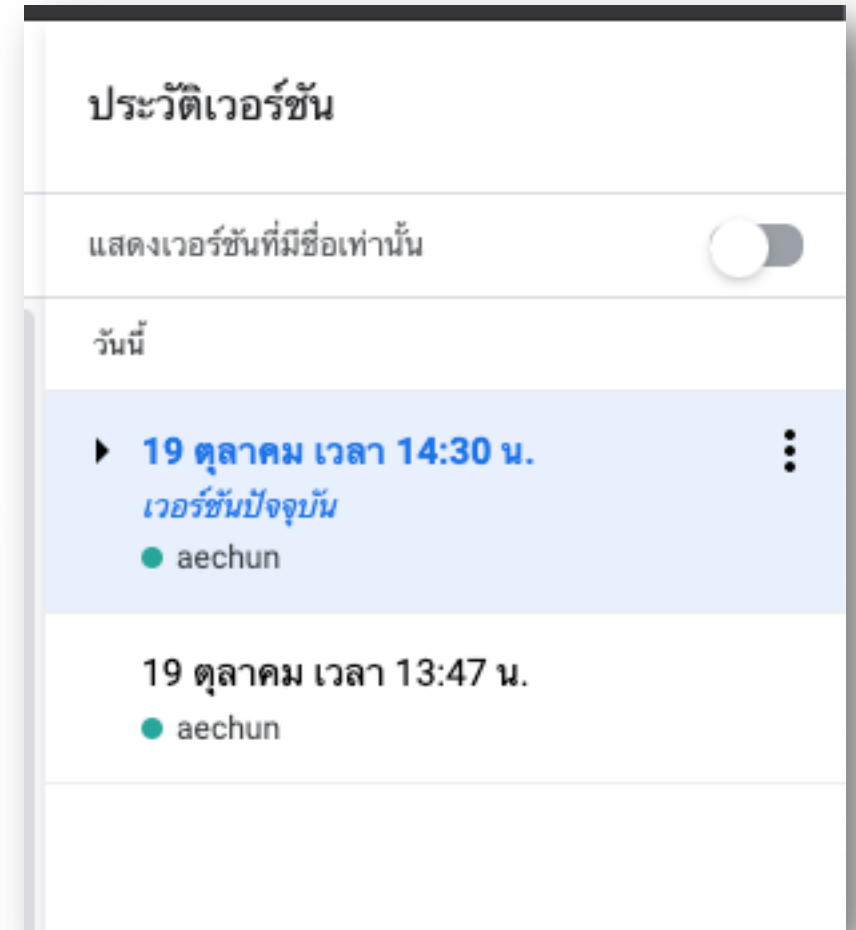 ประวัติเวอร์ชัน
แสดงเวอร์ชันที่มีชื่อเท่านั้น
วันนี้
19 ตุลาคม เวลา 14:30 น.
เวอร์ชันปัจจุบัน
aechun
19 ตุลาคม เวลา 13:47 น.
aechun